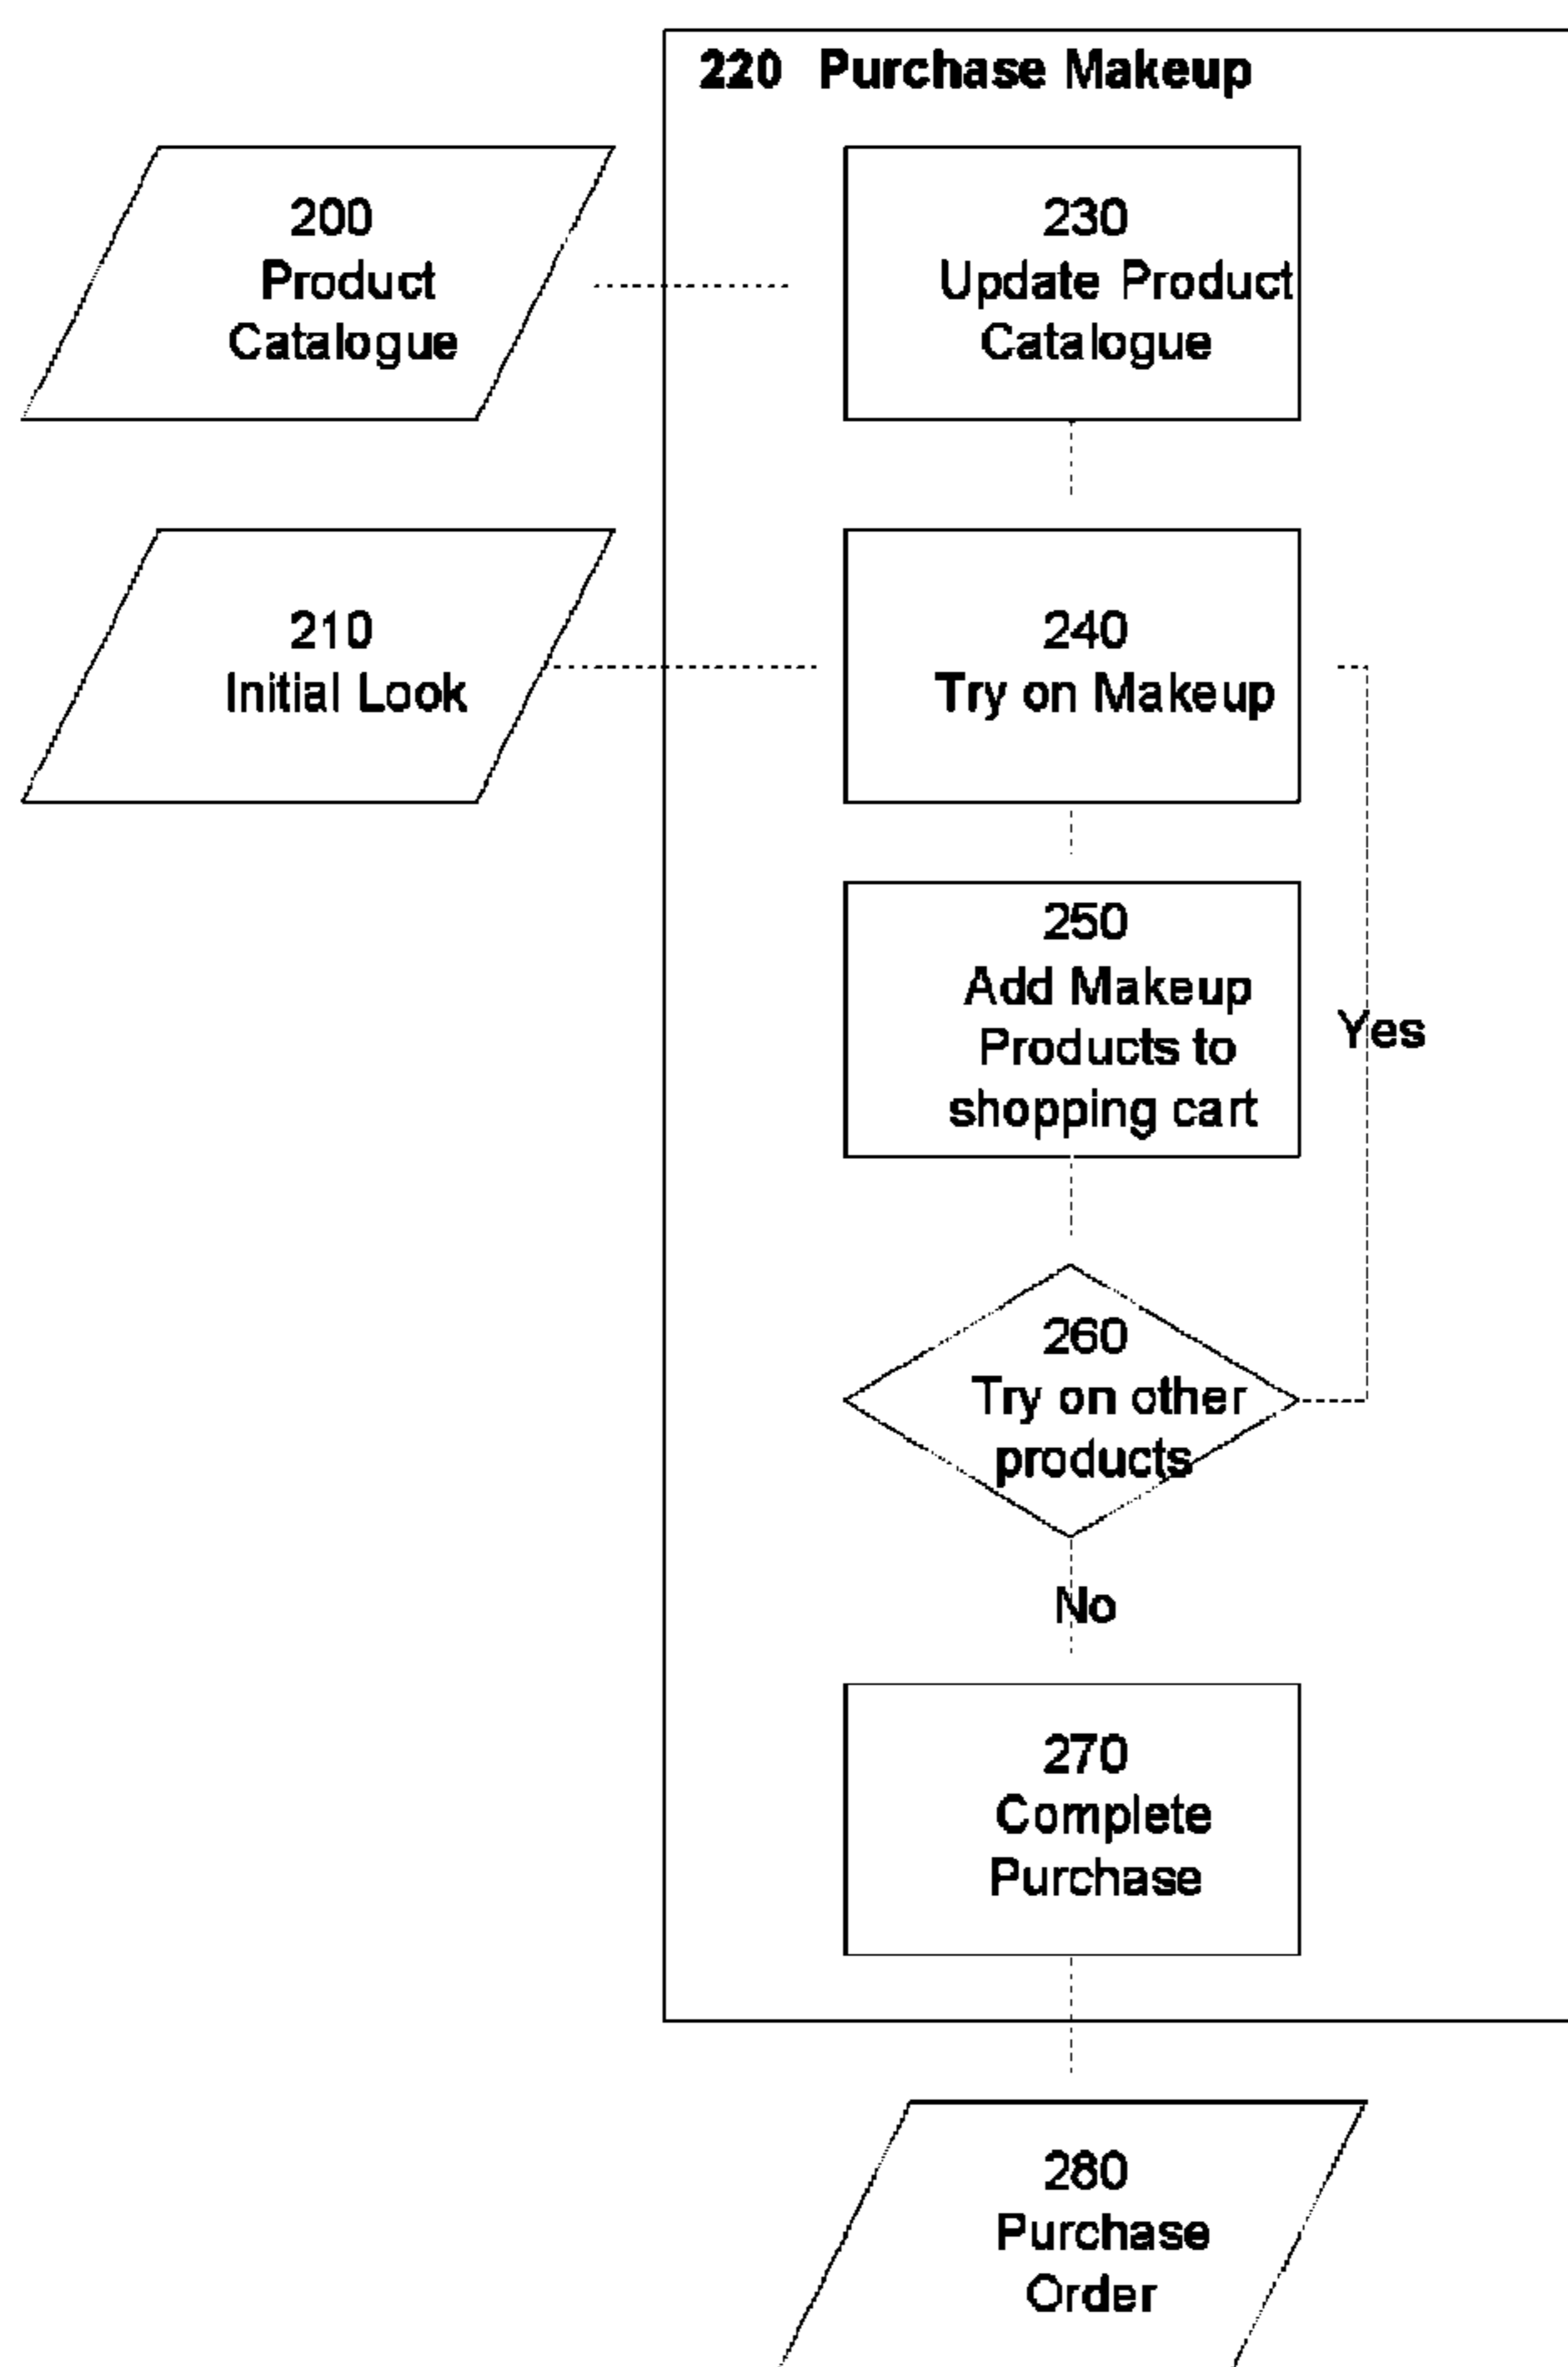 220 Purchase Makeup
200
Product
Catalogue
230
Update Product
Catalogue
210
Initial Look
240
Try on Makeup
250
Add Makeup
Products to
shopping cart
Yes
260
Try on other
products
No
270
Complete
Purchase
280
Purchase
Order